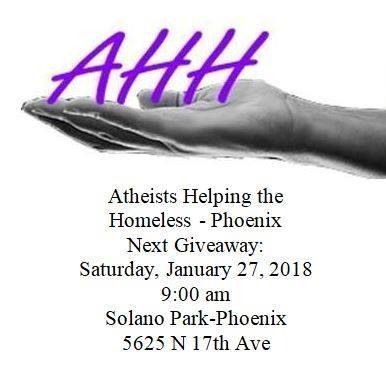 AHH
Atheists Helping the
Homeless - Phoenix
Next Giveaway:
Saturday, January 27, 2018
9:00 am
Solano Park-Phoenix
5625 N 17th Ave